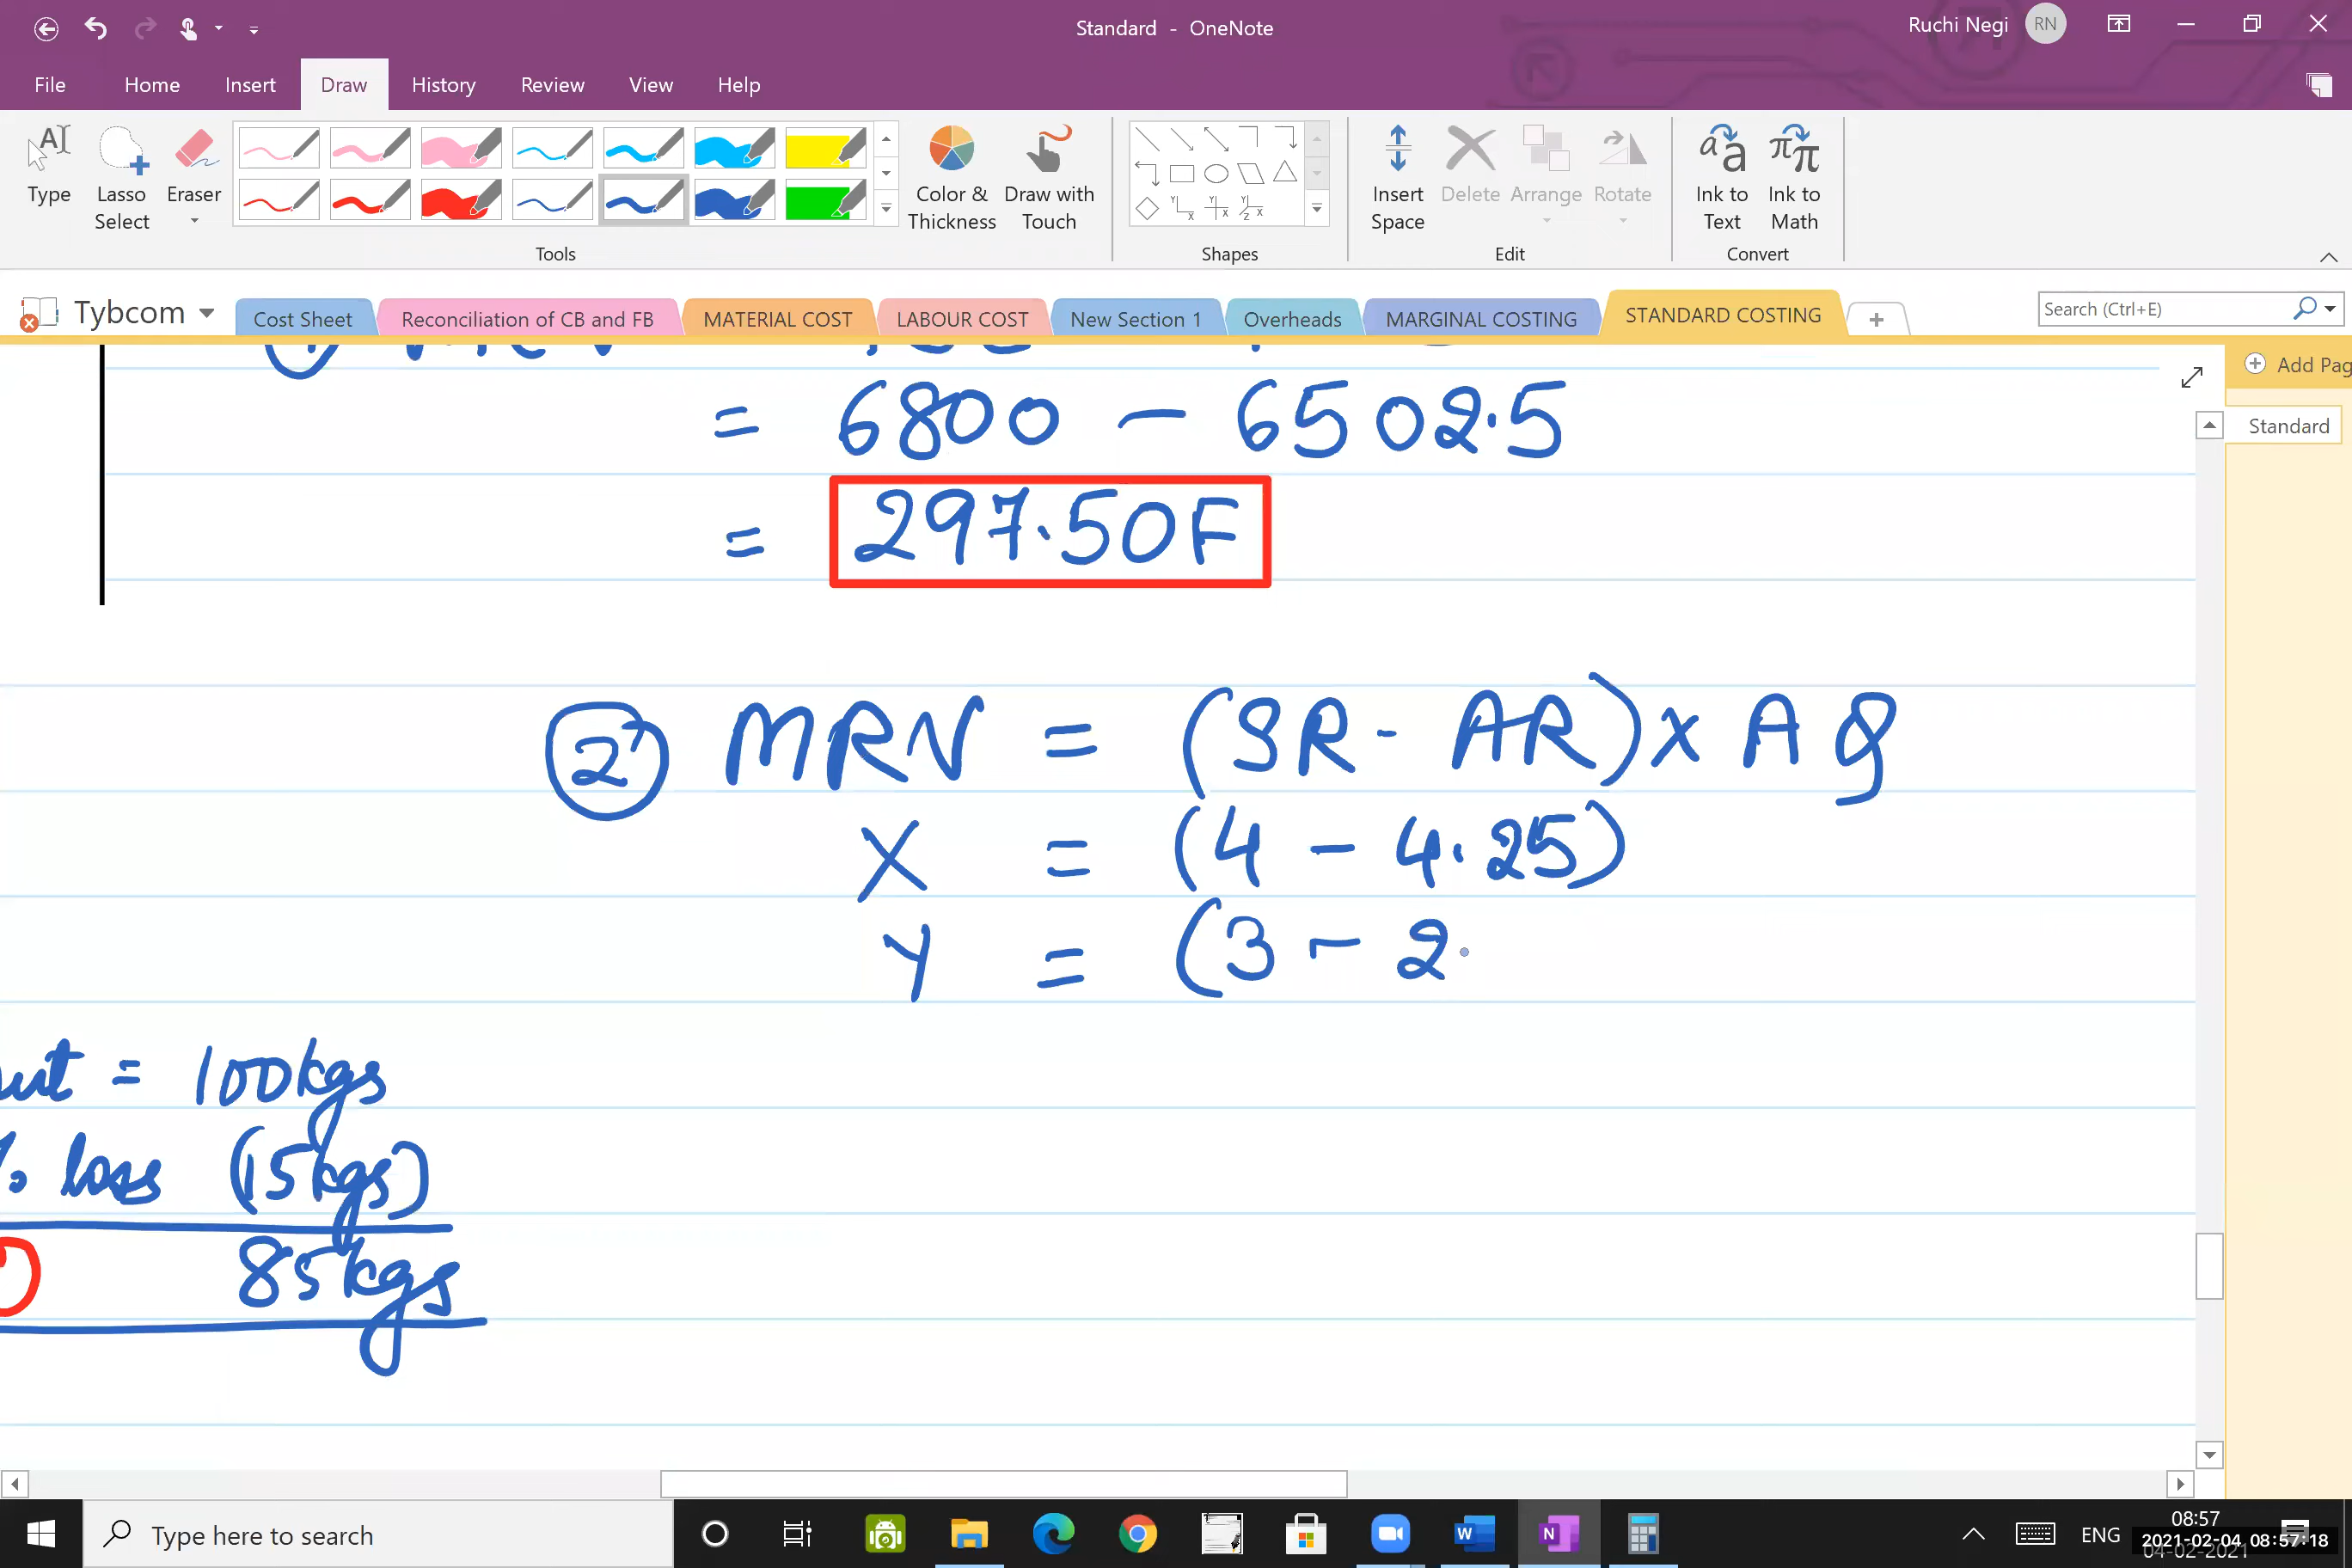 Standard - OneNote
Ruchi Negi RN
File Home Insert Draw History Review View Help
Type
Lasso Select
Eraser
Color & Thickness
Draw with Touch
Insert Space
Delete
Arrange
Rotate
Ink to Text
Ink to Math
Tools Shapes Edit Convert
Tybcom Cost Sheet Reconciliation of CB and FB MATERIAL COST LABOUR COST New Section 1 Overheads MARGINAL COSTING STANDARD COSTING + Search (Ctrl+E)
Add Pag
Standard
= 6800 - 6502.5
= 297.50F
2) MRV = (SR - AR) x AQ
X = (4 - 4.25)
Y = (3 - 2.
= 100kgs
loss (15kgs)
85kgs
Type here to search
ENG
08:57
04-02-2021
2021-02-04 08:57:18